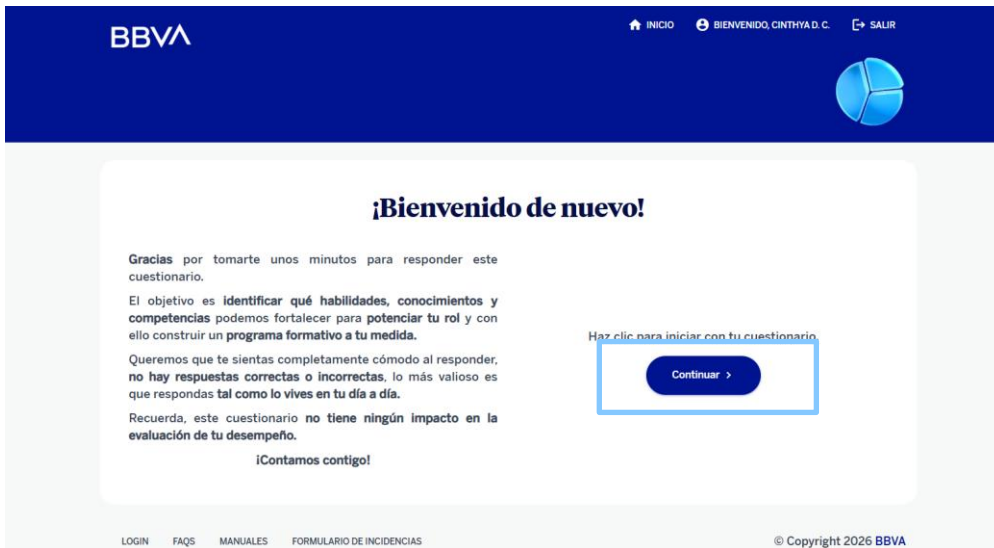 BBVA
INICIO
BIENVENIDO, CINTHYA D. C.
SALIR
¡Bienvenido de nuevo!
Gracias por tomarte unos minutos para responder este
cuestionario.
El objetivo es identificar qué habilidades, conocimientos y
competencias podemos fortalecer para potenciar tu rol y con
ello construir un programa formativo a tu medida.
Queremos que te sientas completamente cómodo al responder,
no hay respuestas correctas o incorrectas, lo más valioso es
que respondas tal como lo vives en tu día a día.
Recuerda, este cuestionario no tiene ningún impacto en la
evaluación de tu desempeño.
¡Contamos contigo!
Haz clic para iniciar con tu cuestionario.
Continuar >
LOGIN FAQS MANUALES FORMULARIO DE INCIDENCIAS
© Copyright 2026 BBVA